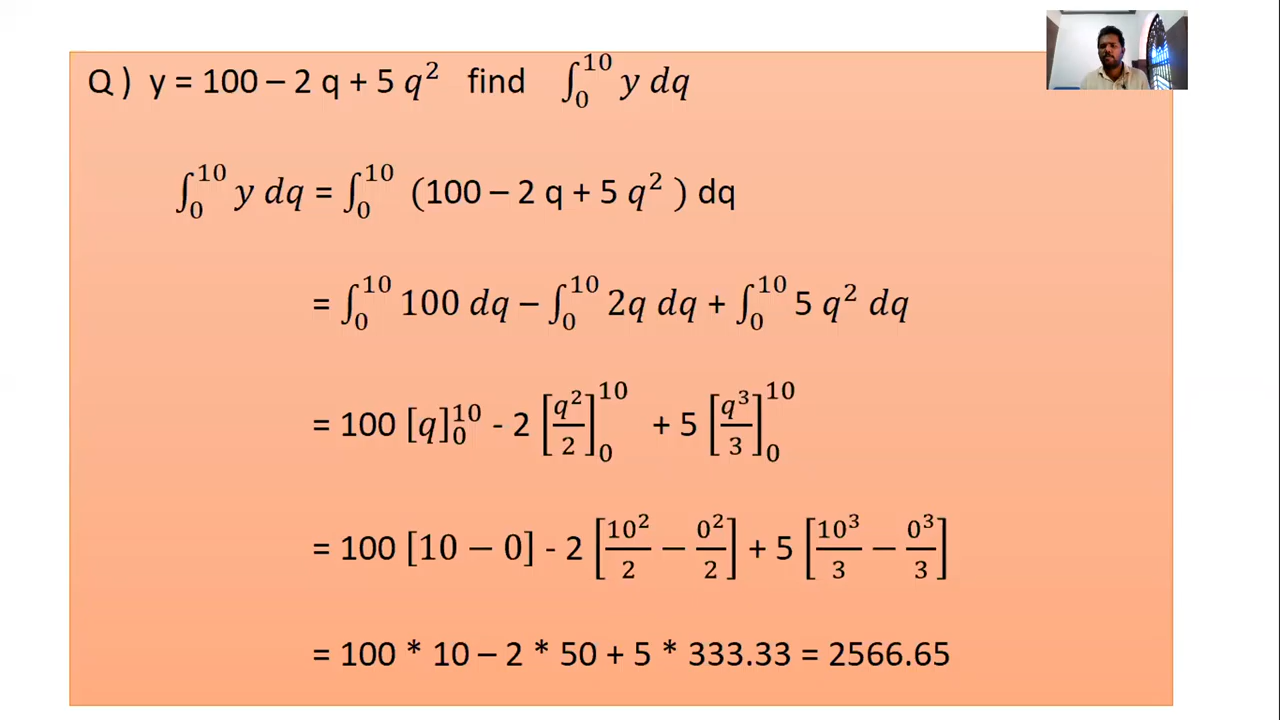 Q ) y = 100 – 2 q + 5 q² find ∫₀¹⁰ y dq
∫₀¹⁰ y dq = ∫₀¹⁰ (100 – 2 q + 5 q² ) dq
= ∫₀¹⁰ 100 dq − ∫₀¹⁰ 2q dq + ∫₀¹⁰ 5 q² dq
= 100 [q]₀¹⁰ - 2 [q²/2]₀¹⁰ + 5 [q³/3]₀¹⁰
= 100 [10 − 0] - 2 [10²/2 − 0²/2] + 5 [10³/3 − 0³/3]
= 100 * 10 – 2 * 50 + 5 * 333.33 = 2566.65